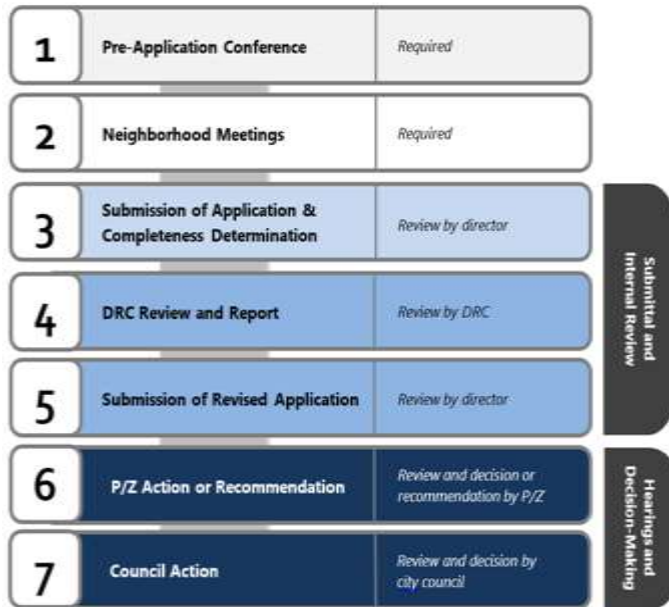 1
Pre-Application Conference
Required
2
Neighborhood Meetings
Required
3
Submission of Application &
Completeness Determination
Review by director
4
DRC Review and Report
Review by DRC
5
Submission of Revised Application
Review by director
Submittal and
Internal Review
6
P/Z Action or Recommendation
Review and decision or
recommendation by P/Z
7
Council Action
Review and decision by
city council
Hearings and
Decision-Making